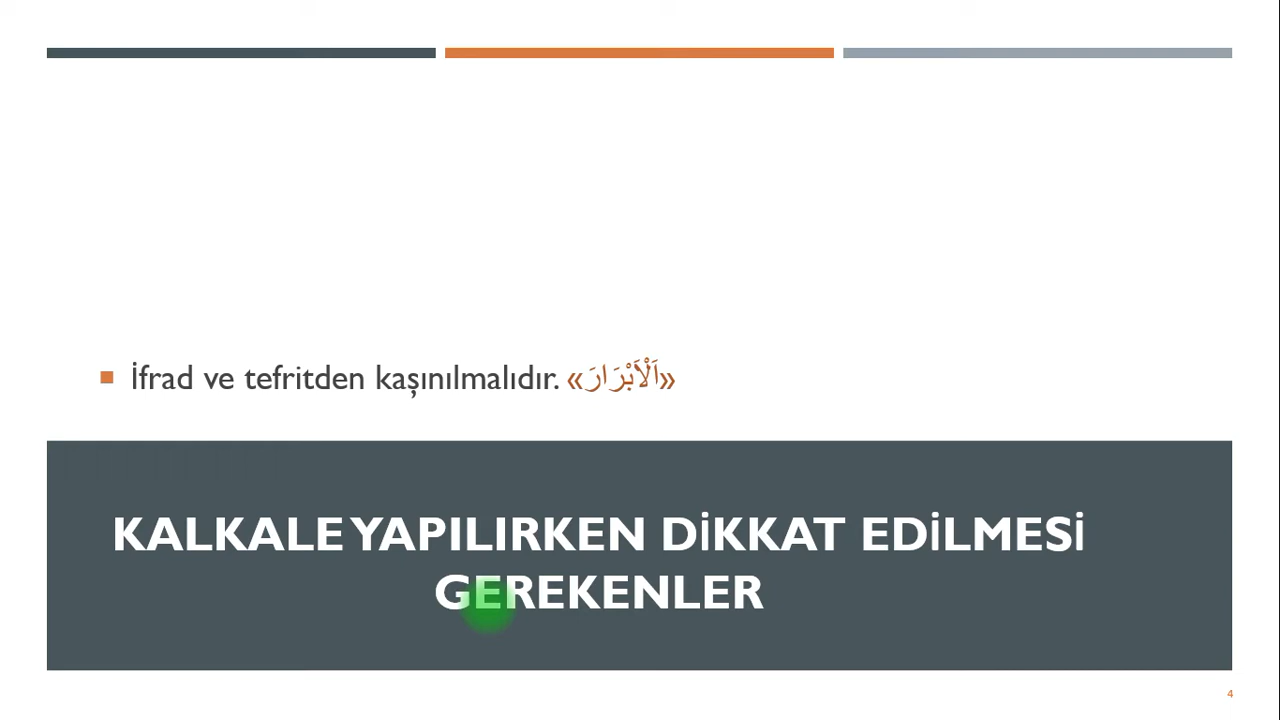 İfrad ve tefritden kaşınılmalıdır. «اَلْاَبْرَارَ»
KALKALE YAPILIRKEN DİKKAT EDİLMESİ
GEREKENLER
4